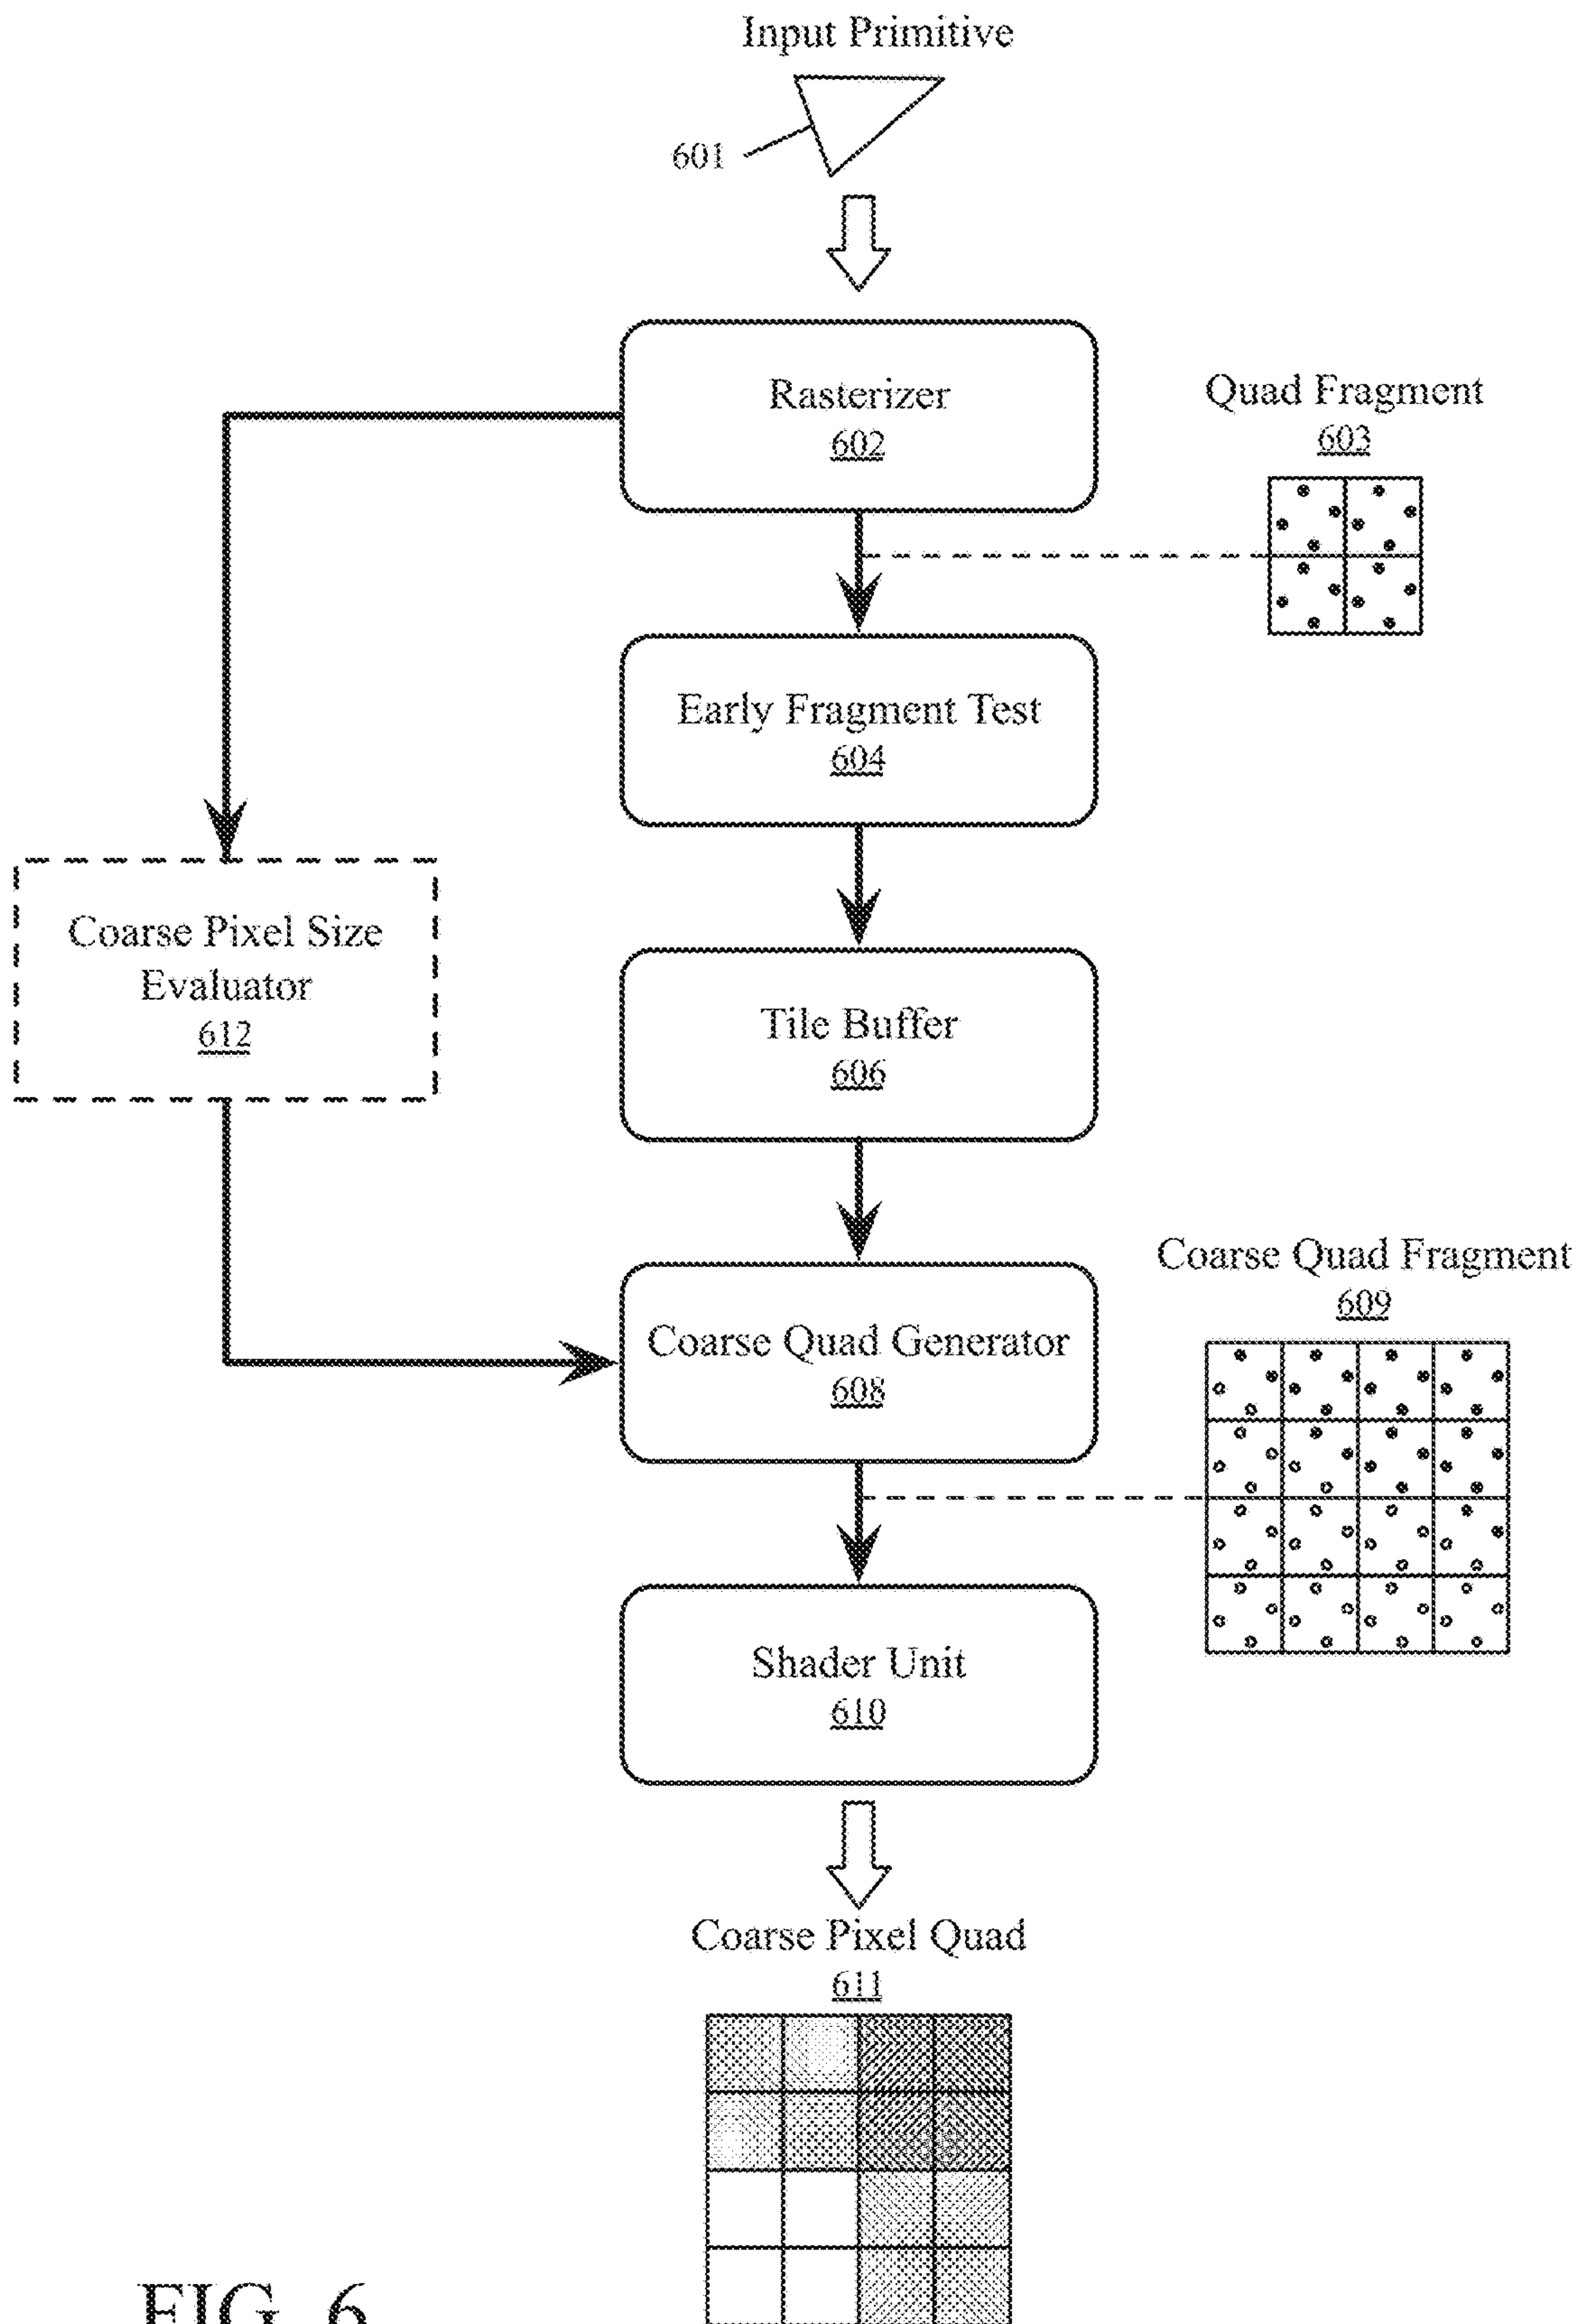 Input Primitive
601
Rasterizer
602
Quad Fragment
603
Early Fragment Test
604
Coarse Pixel Size
Evaluator
612
Tile Buffer
606
Coarse Quad Generator
608
Coarse Quad Fragment
609
Shader Unit
610
Coarse Pixel Quad
611
FIG. 6